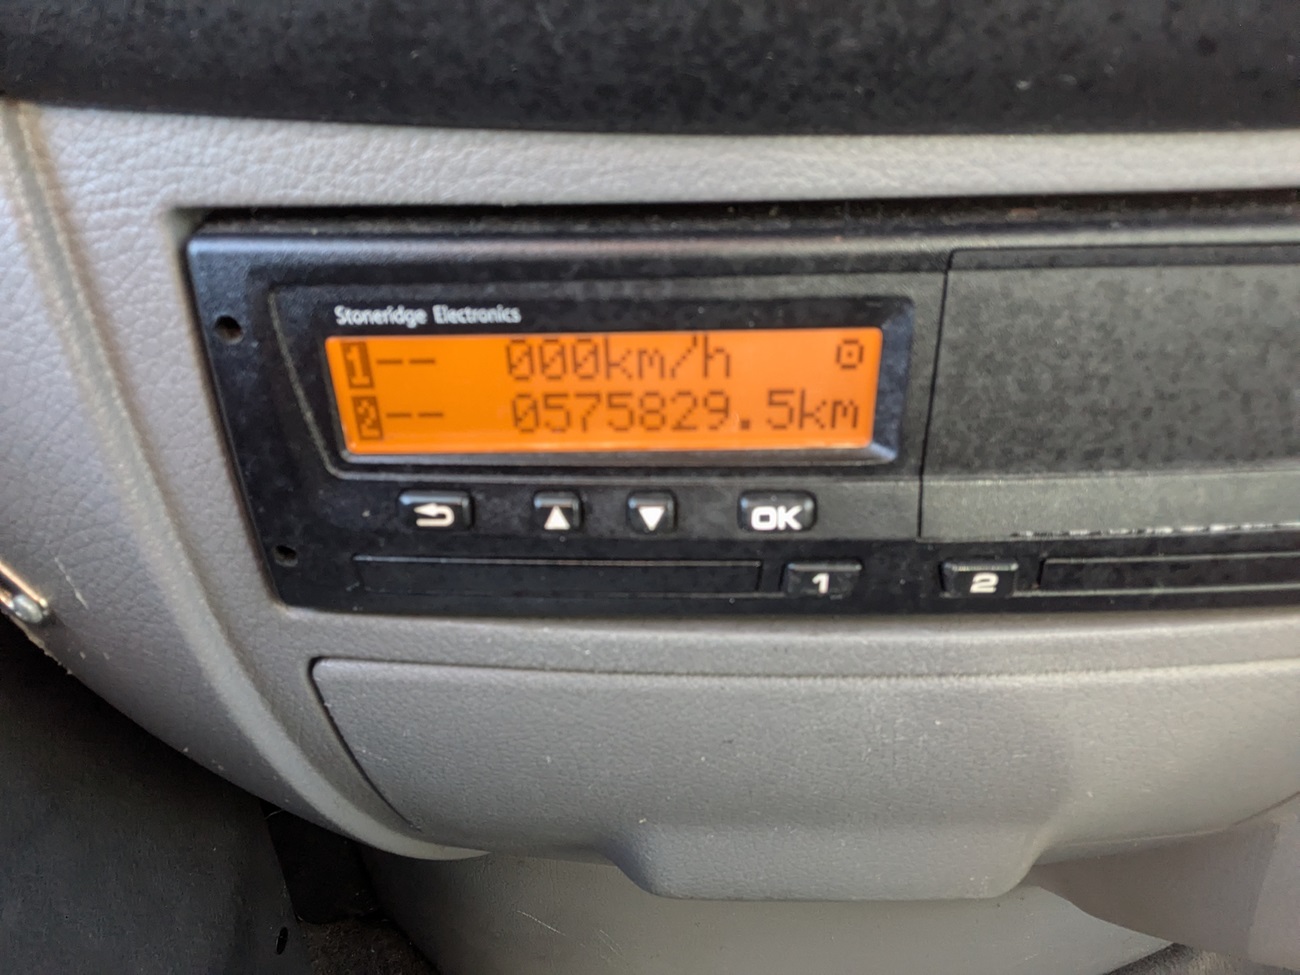 Stoneridge Electronics
1 -- 000km/h
2 -- 0575829.5km
OK
1 2